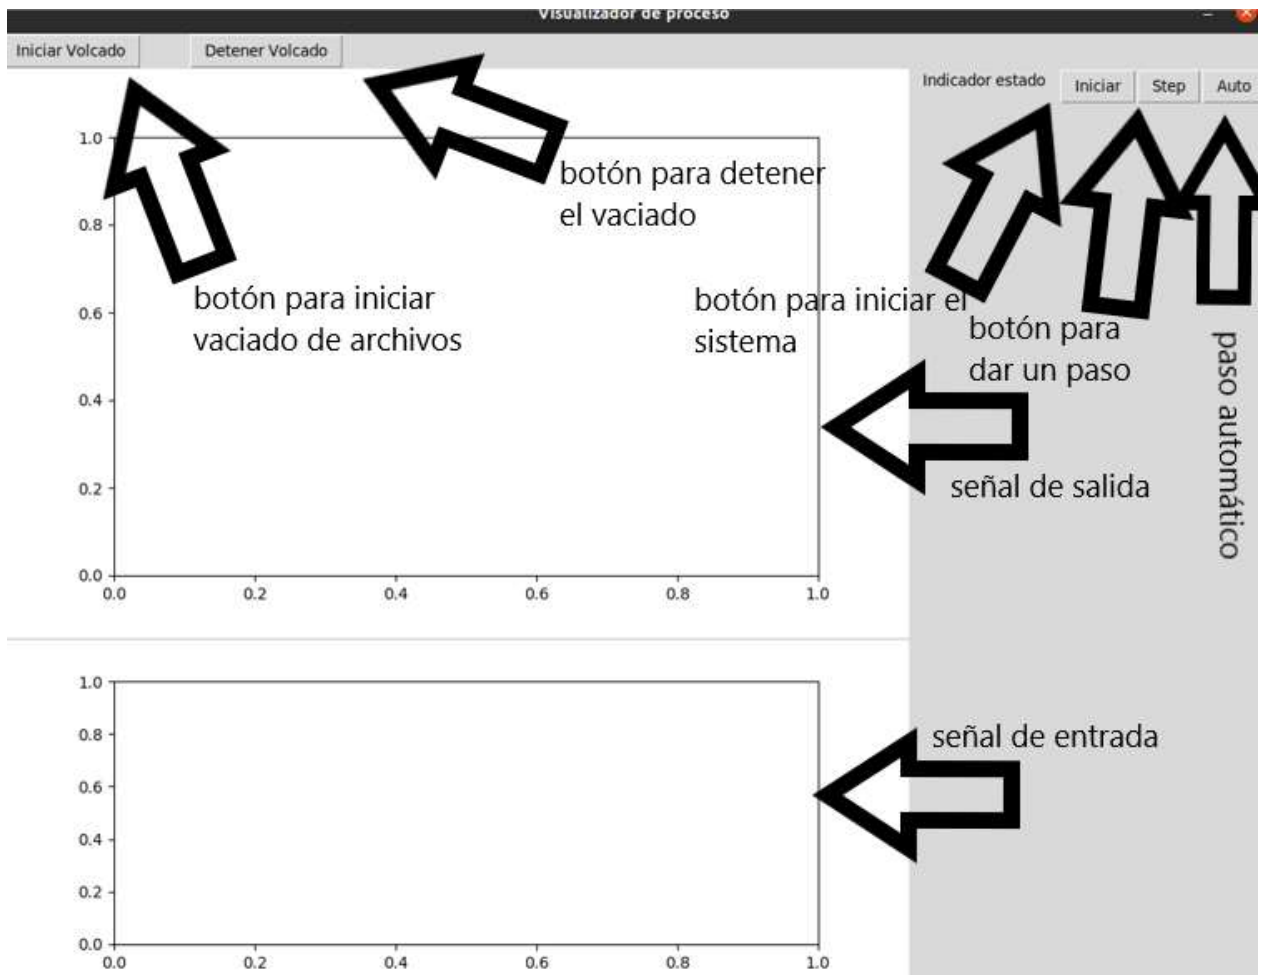 Visualizador de proceso
Iniciar Volcado
Detener Volcado
Indicador estado
Iniciar
Step
Auto
botón para detener
el vaciado
botón para iniciar
vaciado de archivos
botón para iniciar el
sistema
botón para
dar un paso
paso automático
señal de salida
1.0
0.8
0.6
0.4
0.2
0.0
0.0 0.2 0.4 0.6 0.8 1.0
señal de entrada
1.0
0.8
0.6
0.4
0.2
0.0
0.0 0.2 0.4 0.6 0.8 1.0